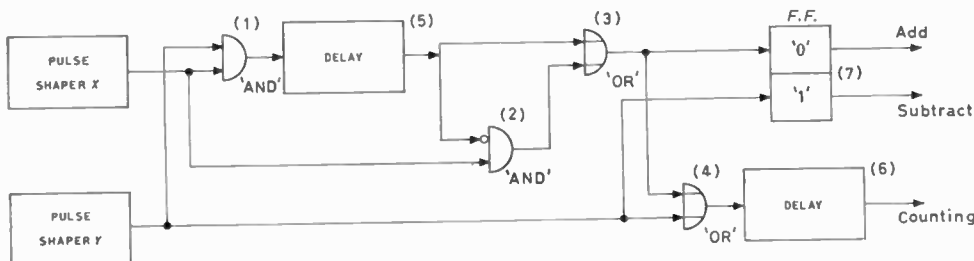 PULSE
SHAPER X
(1)
'AND'
(5)
DELAY
(2)
'AND'
(3)
'OR'
F.F.
'0'
'1'
(7)
Add
Subtract
PULSE
SHAPER Y
(4)
'OR'
DELAY
(6)
Counting